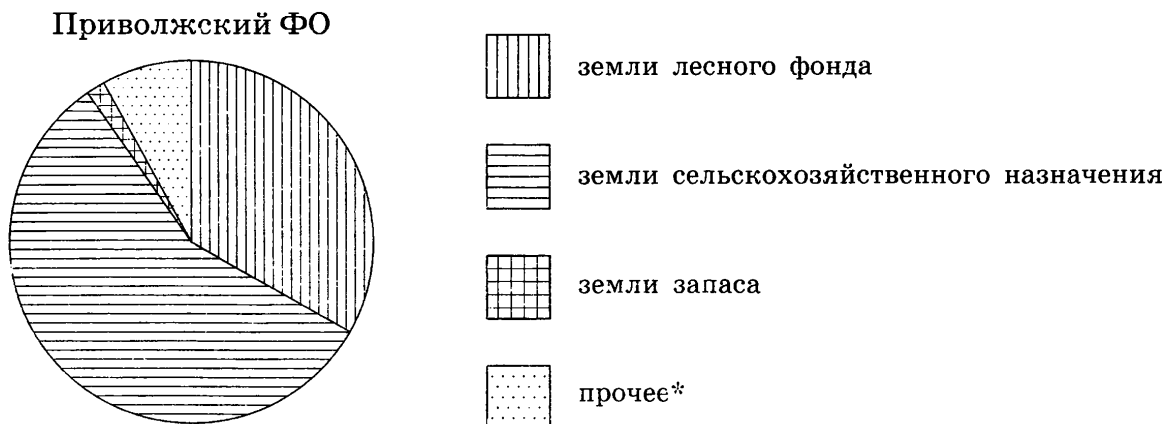 Приволжский ФО
земли лесного фонда
земли сельскохозяйственного назначения
земли запаса
прочее*